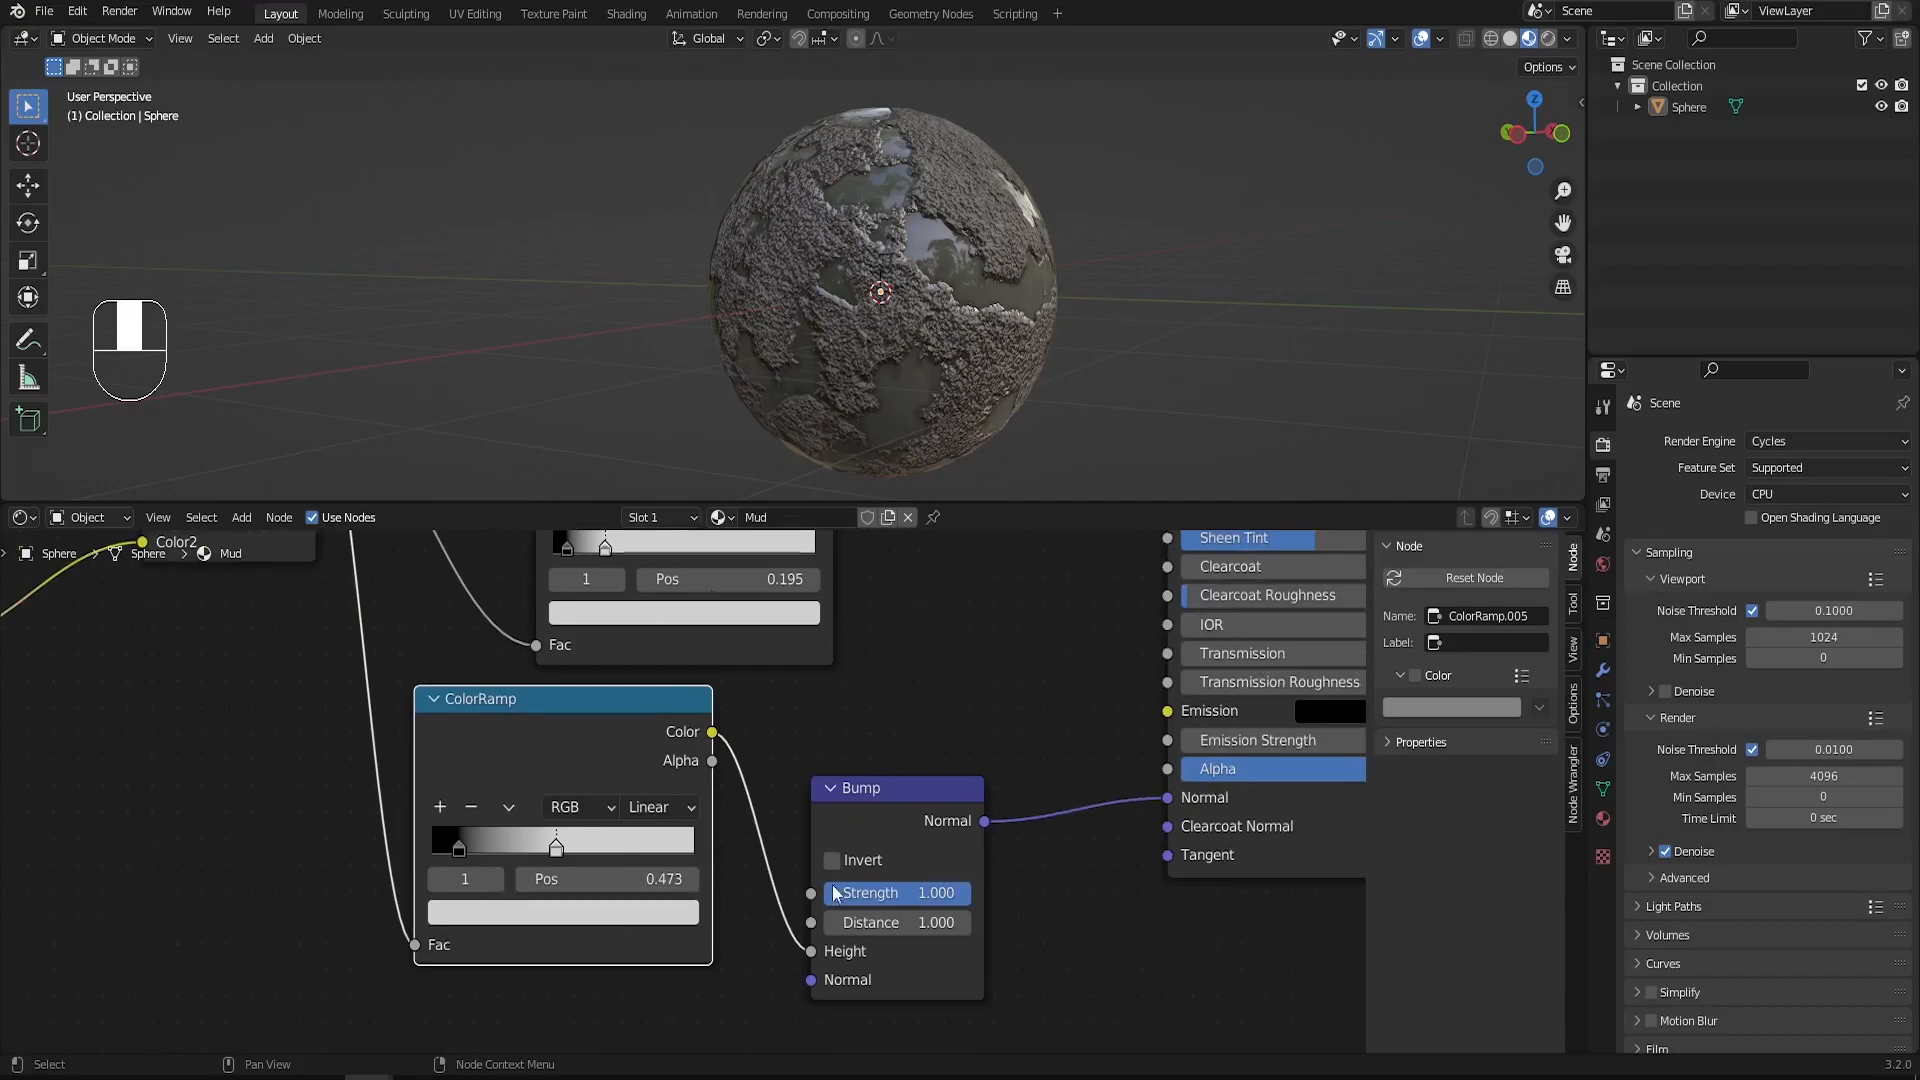 File Edit Render Window Help
Layout Modeling Sculpting UV Editing Texture Paint Shading Animation Rendering Compositing Geometry Nodes Scripting +
Scene
ViewLayer
Object Mode View Select Add Object
Global
Options
User Perspective
(1) Collection | Sphere
Z
Scene Collection
Collection
Sphere
Scene
Render Engine Cycles
Feature Set Supported
Device CPU
Open Shading Language
Sampling
Viewport
Noise Threshold 0.1000
Max Samples 1024
Min Samples 0
Denoise
Render
Noise Threshold 0.0100
Max Samples 4096
Min Samples 0
Time Limit 0 sec
Denoise
Advanced
Light Paths
Volumes
Curves
Simplify
Motion Blur
Film
Object View Select Add Node Use Nodes
Slot 1
Mud
Color2
Sphere Sphere Mud
1 Pos 0.195
Fac
ColorRamp
Color
Alpha
RGB Linear
1 Pos 0.473
Fac
Bump
Normal
Invert
Strength 1.000
Distance 1.000
Height
Normal
Sheen Tint
Clearcoat
Clearcoat Roughness
IOR
Transmission
Transmission Roughness
Emission
Emission Strength
Alpha
Normal
Clearcoat Normal
Tangent
Node
Reset Node
Name: ColorRamp.005
Label:
Color
Properties
Node
Tool
View
Options
Node Wrangler
Select
Pan View
Node Context Menu
3.2.0